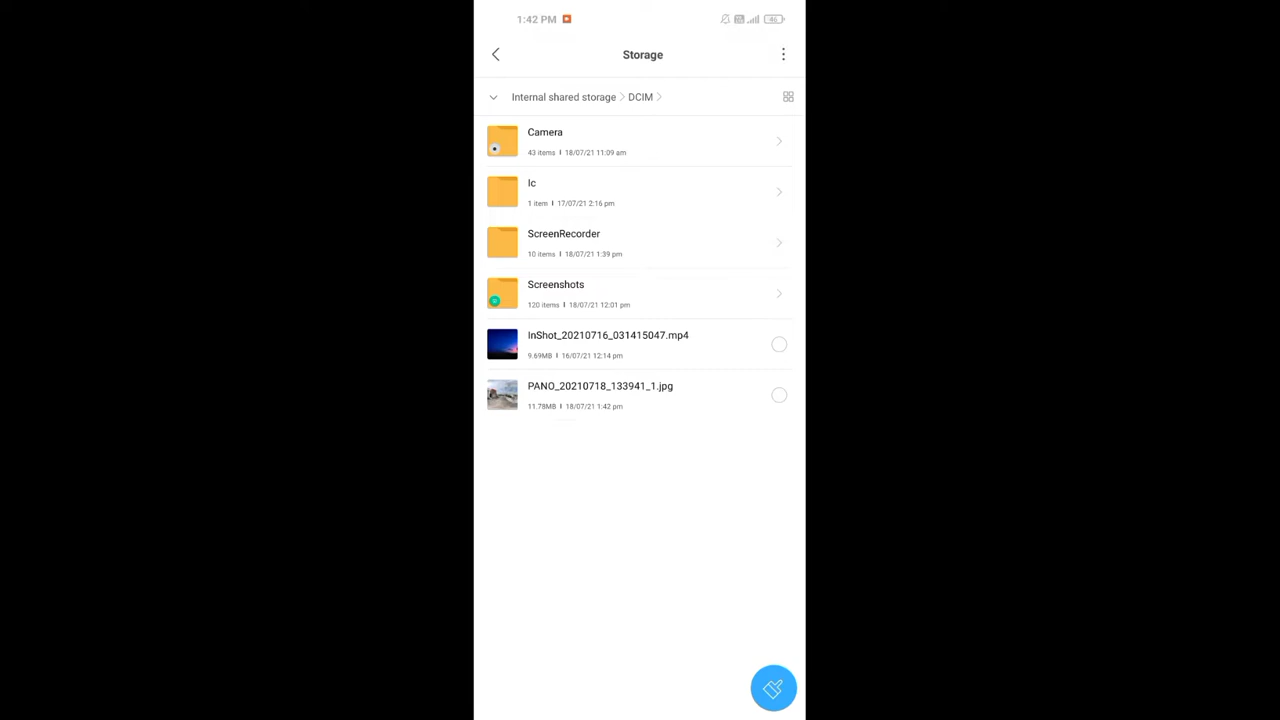 1:42 PM
46
Storage
Internal shared storage
DCIM
Camera
43 items 18/07/21 11:09 am
Ic
1 item 17/07/21 2:16 pm
ScreenRecorder
10 items 18/07/21 1:39 pm
Screenshots
120 items 18/07/21 12:01 pm
InShot_20210716_031415047.mp4
9.69MB 16/07/21 12:14 pm
PANO_20210718_133941_1.jpg
11.78MB 18/07/21 1:42 pm